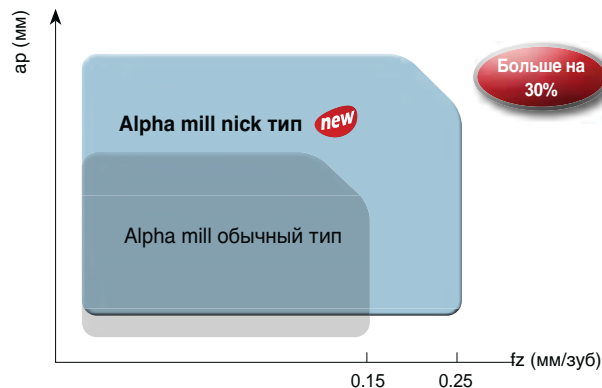 ap (мм)
Больше на
30%
Alpha mill nick тип new
Alpha mill обычный тип
fz (мм/зуб)
0.15 0.25